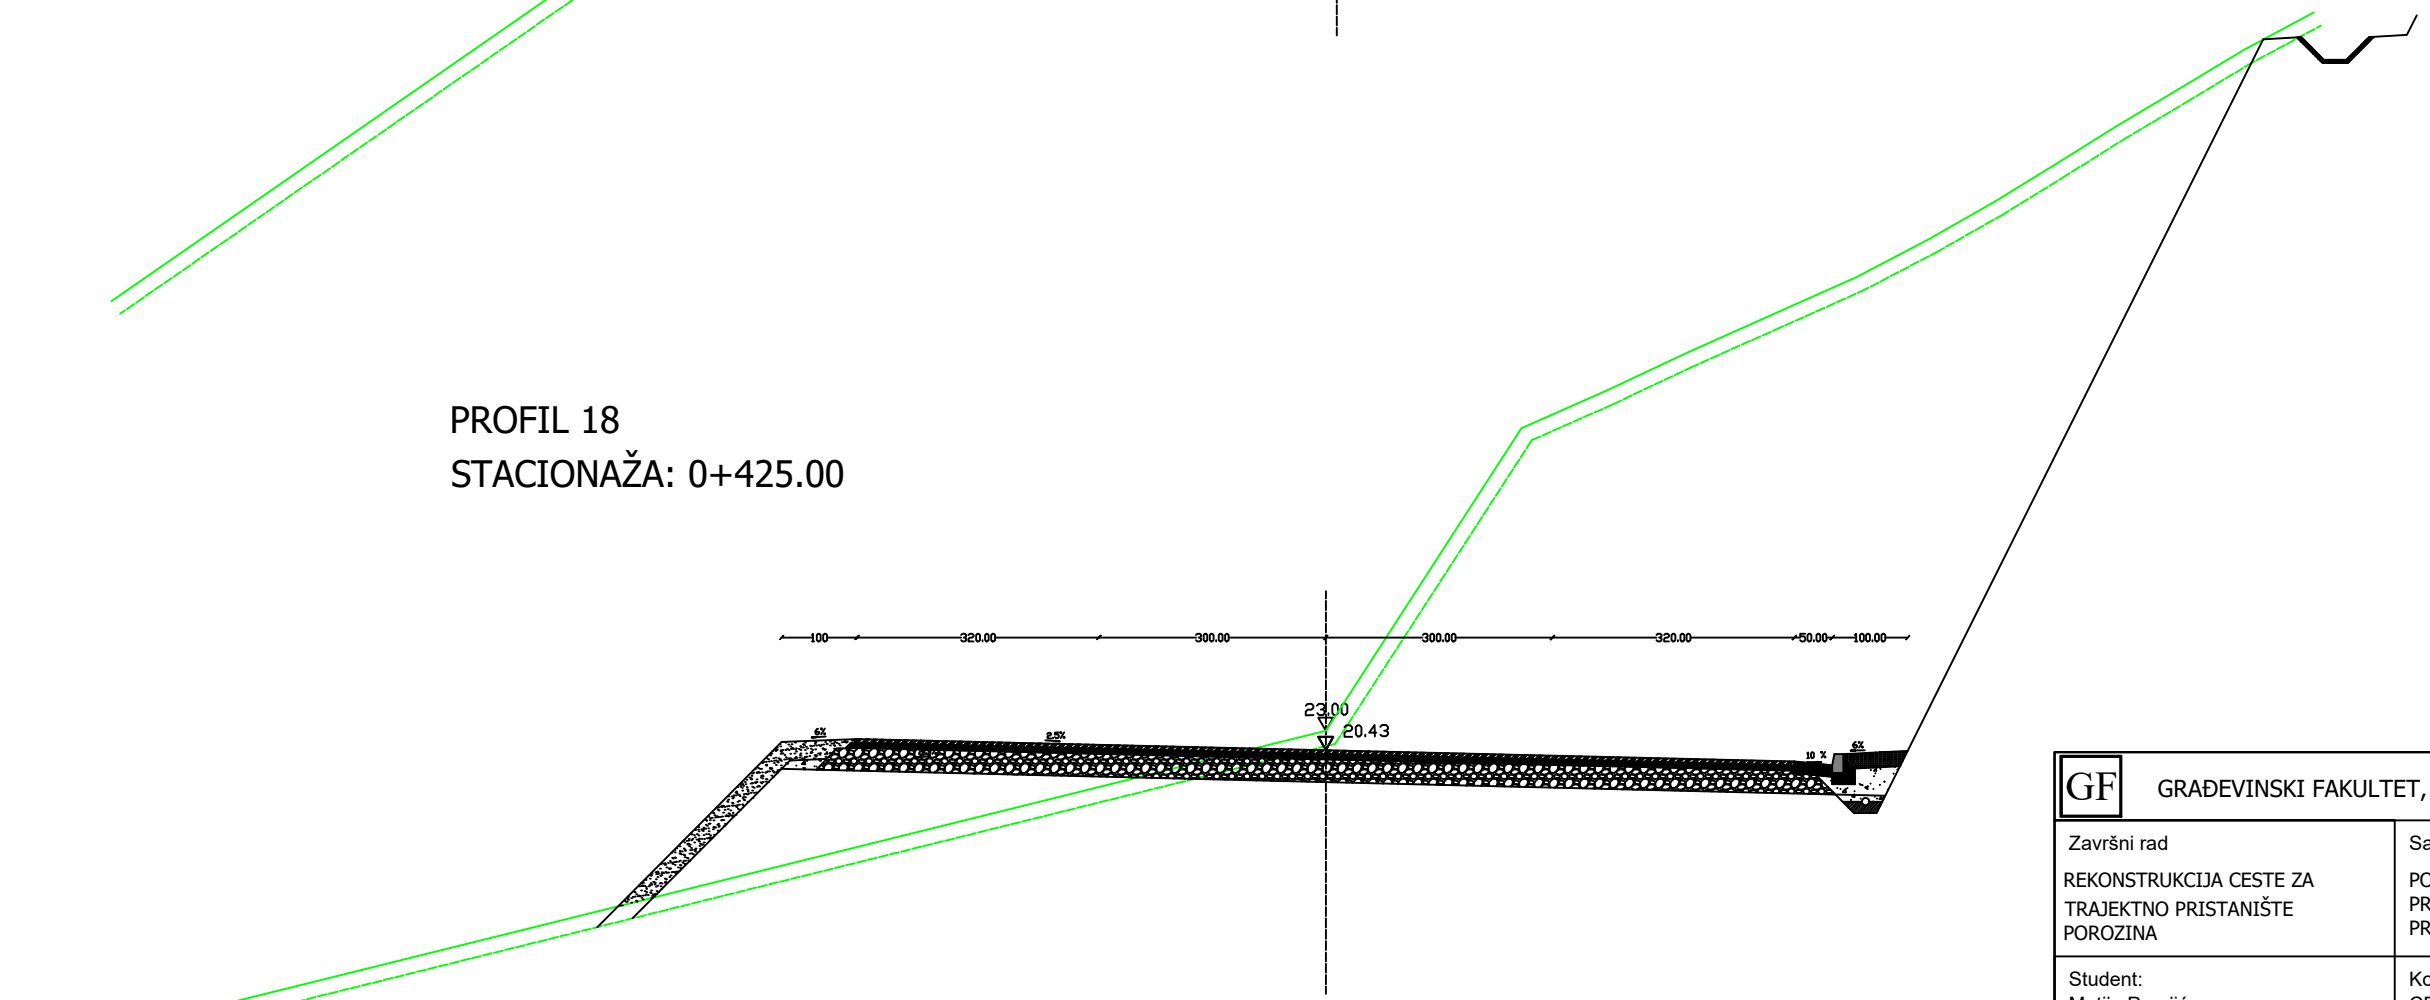 PROFIL 18
STACIONAŽA: 0+425.00
100 320.00 300.00 300.00 320.00 50.00 100.00
23.00
20.43
6% 2.5% 10 % 6%
GF GRAĐEVINSKI FAKULTET,
Završni rad
REKONSTRUKCIJA CESTE ZA
TRAJEKTNO PRISTANIŠTE
POROZINA
Student: